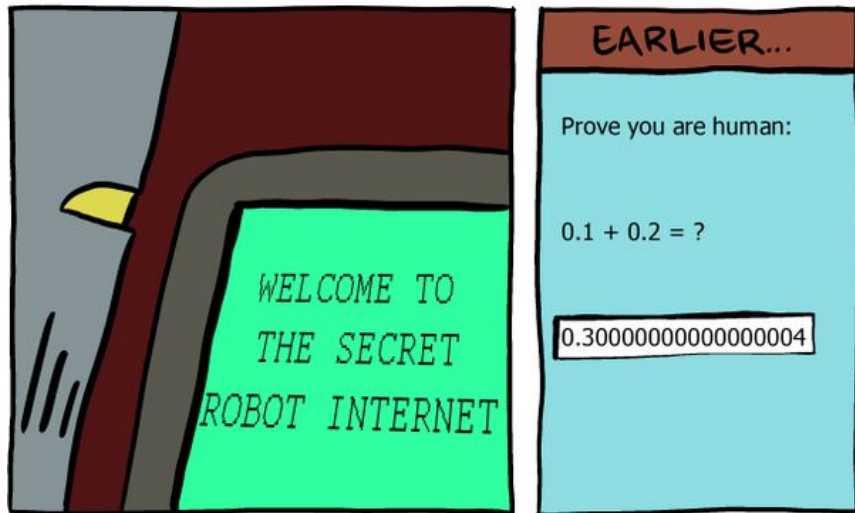 WELCOME TO
THE SECRET
ROBOT INTERNET
EARLIER...
Prove you are human:
0.1 + 0.2 = ?
0.30000000000000004